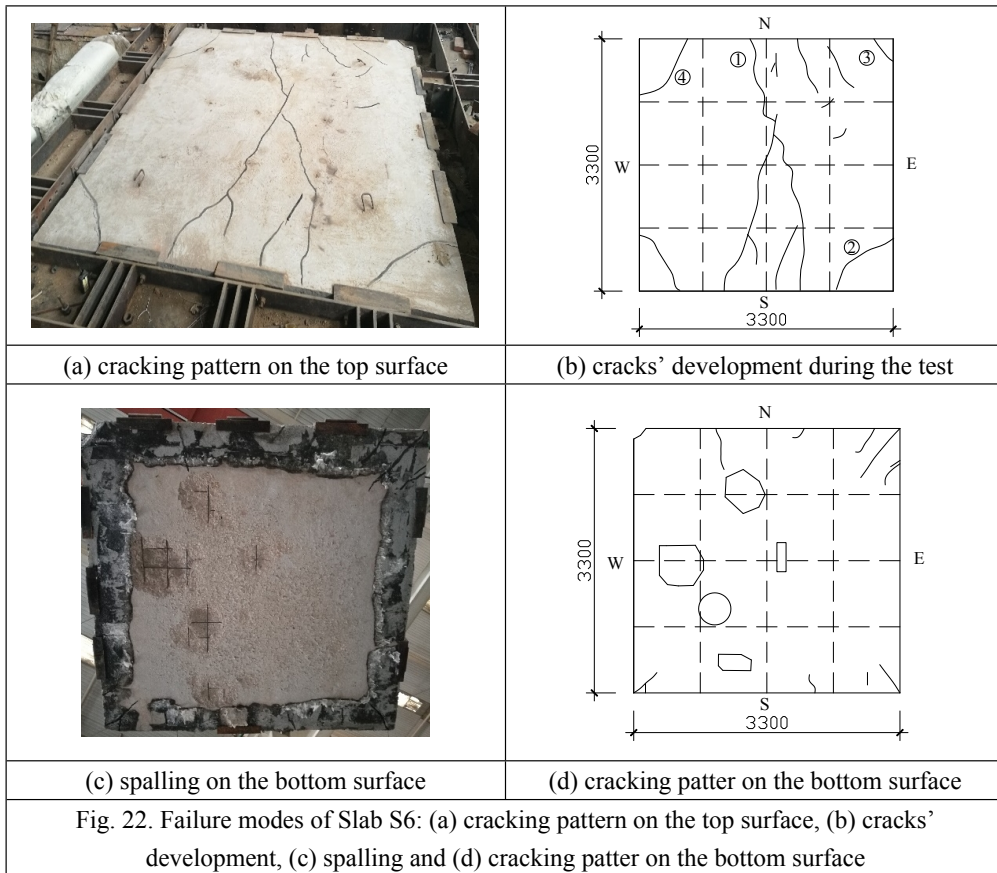 N
④
①
③
W
E
3300
②
S
3300
(a) cracking pattern on the top surface
(b) cracks’ development during the test
N
W
E
3300
S
3300
(c) spalling on the bottom surface
(d) cracking patter on the bottom surface
Fig. 22. Failure modes of Slab S6: (a) cracking pattern on the top surface, (b) cracks’
development, (c) spalling and (d) cracking patter on the bottom surface